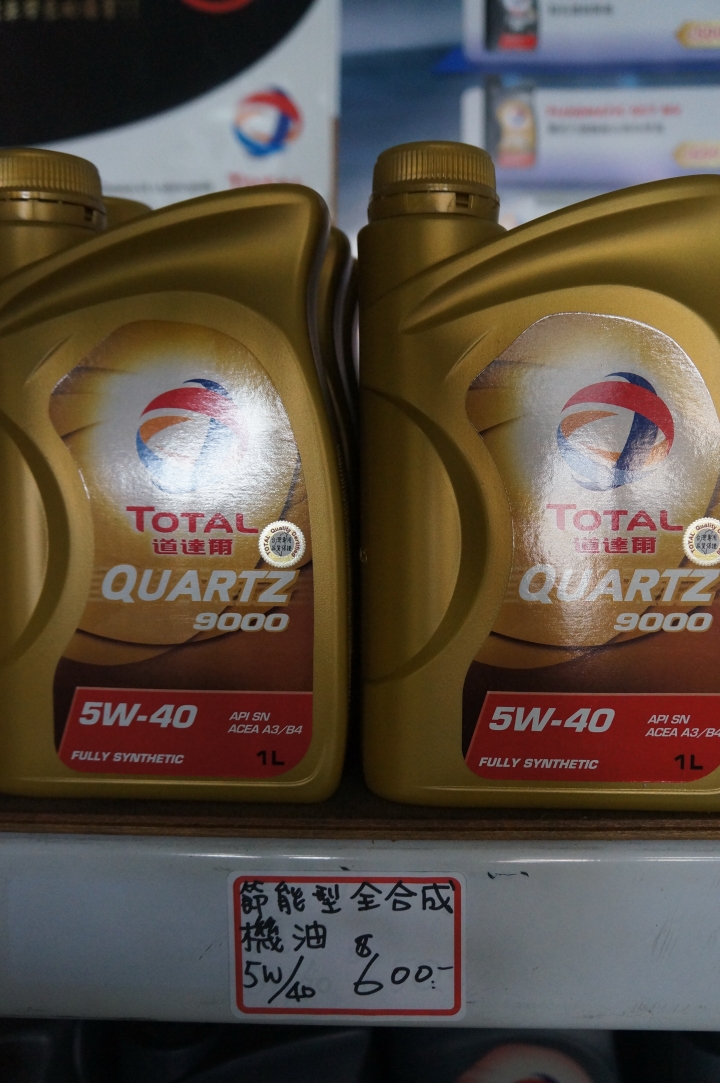 TOTAL
道達爾
QUARTZ
9000
5W-40
API SN
ACEA A3/B4
FULLY SYNTHETIC
1L
TOTAL
道達爾
QUARTZ
9000
5W-40
API SN
ACEA A3/B4
FULLY SYNTHETIC
1L
節能型全合成
機油 $
5W/40 600.-